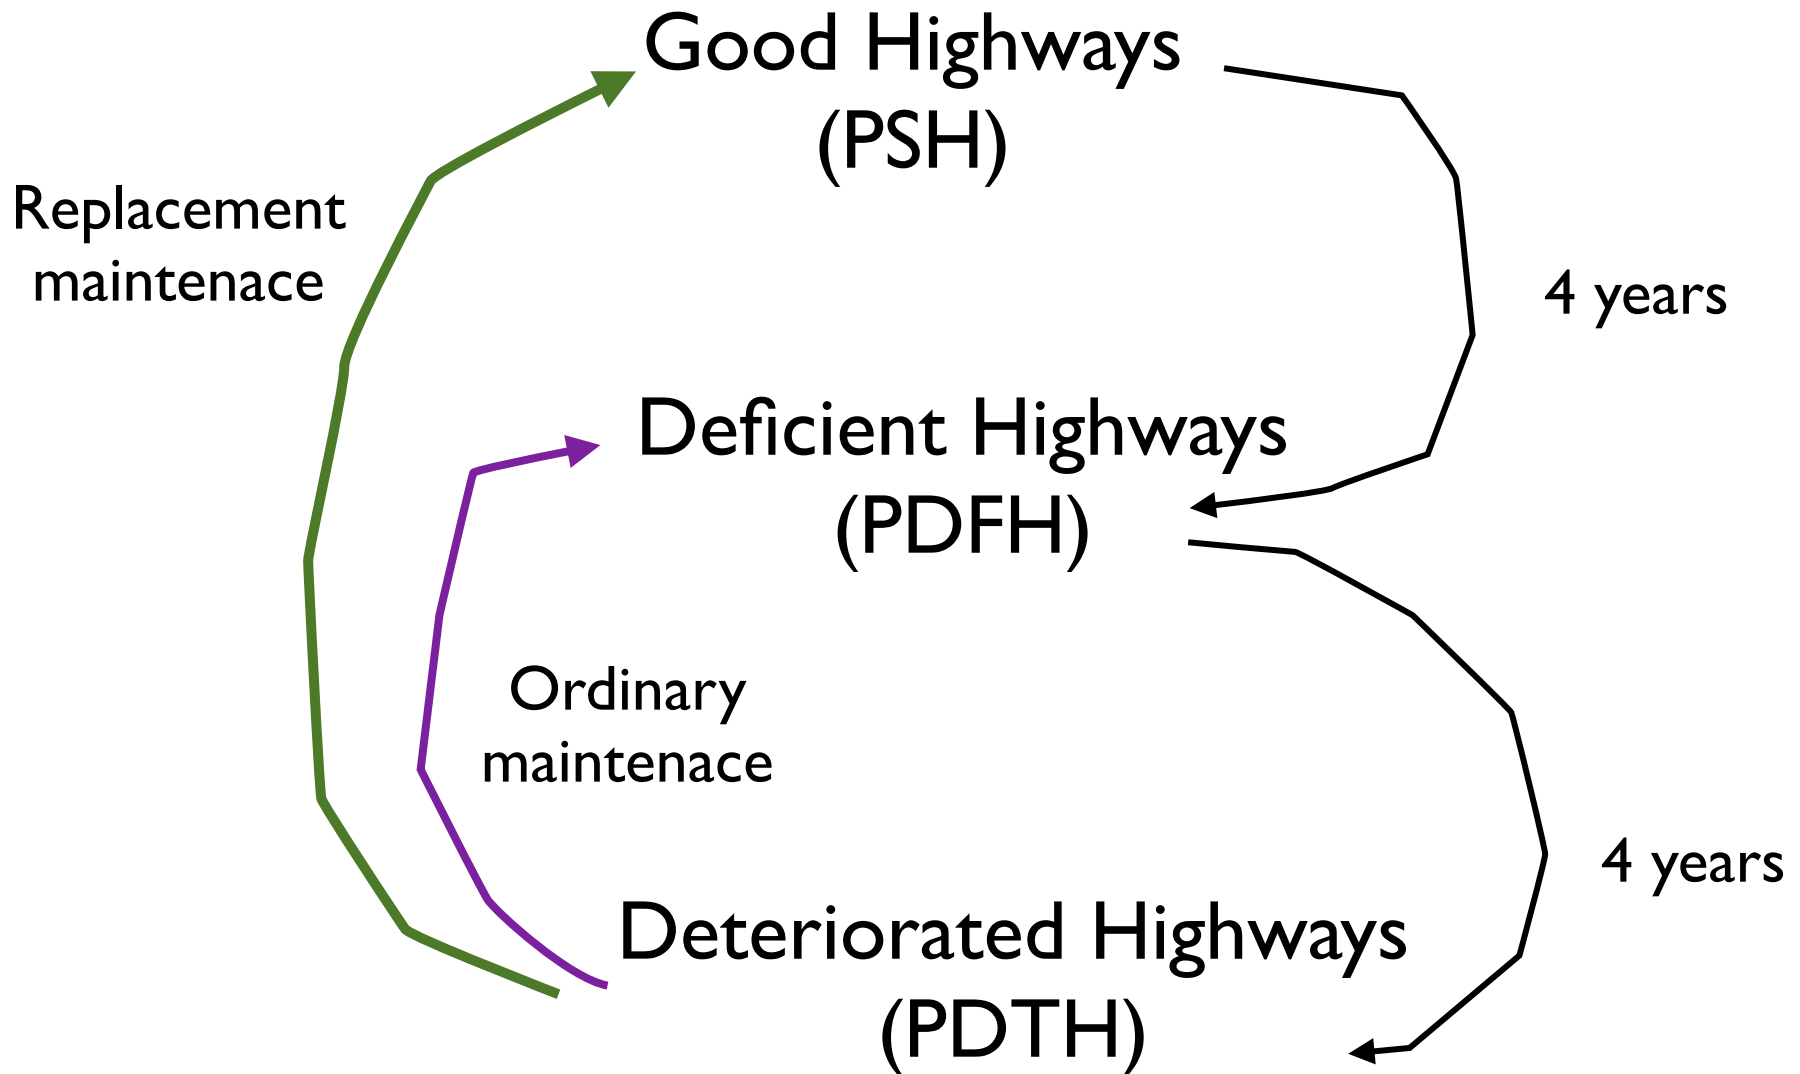 Good Highways
(PSH)
Replacement
maintenace
4 years
Deficient Highways
(PDFH)
Ordinary
maintenace
4 years
Deteriorated Highways
(PDTH)